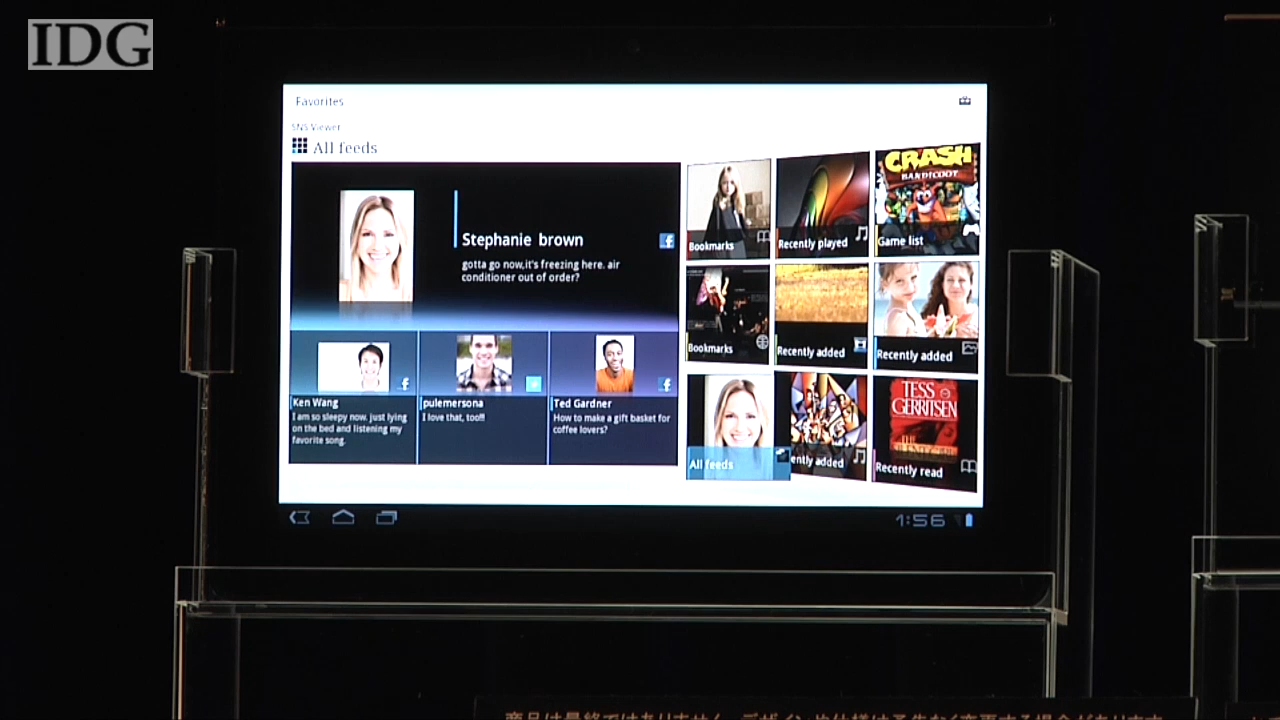 IDG
Favorites
SNS Viewer
All feeds
Stephanie brown
gotta go now,it's freezing here. air
conditioner out of order?
Ken Wang
I am so sleepy now. just lying
on the bed and listening my
favorite song.
pulemersona
I love that, too!!!
Ted Gardner
How to make a gift basket for
coffee lovers?
Bookmarks
Recently played
CRASH
BANDICOOT
Game list
Bookmarks
Recently added
Recently added
All feeds
ently added
TESS
GERRITSEN
Recently read
1:56